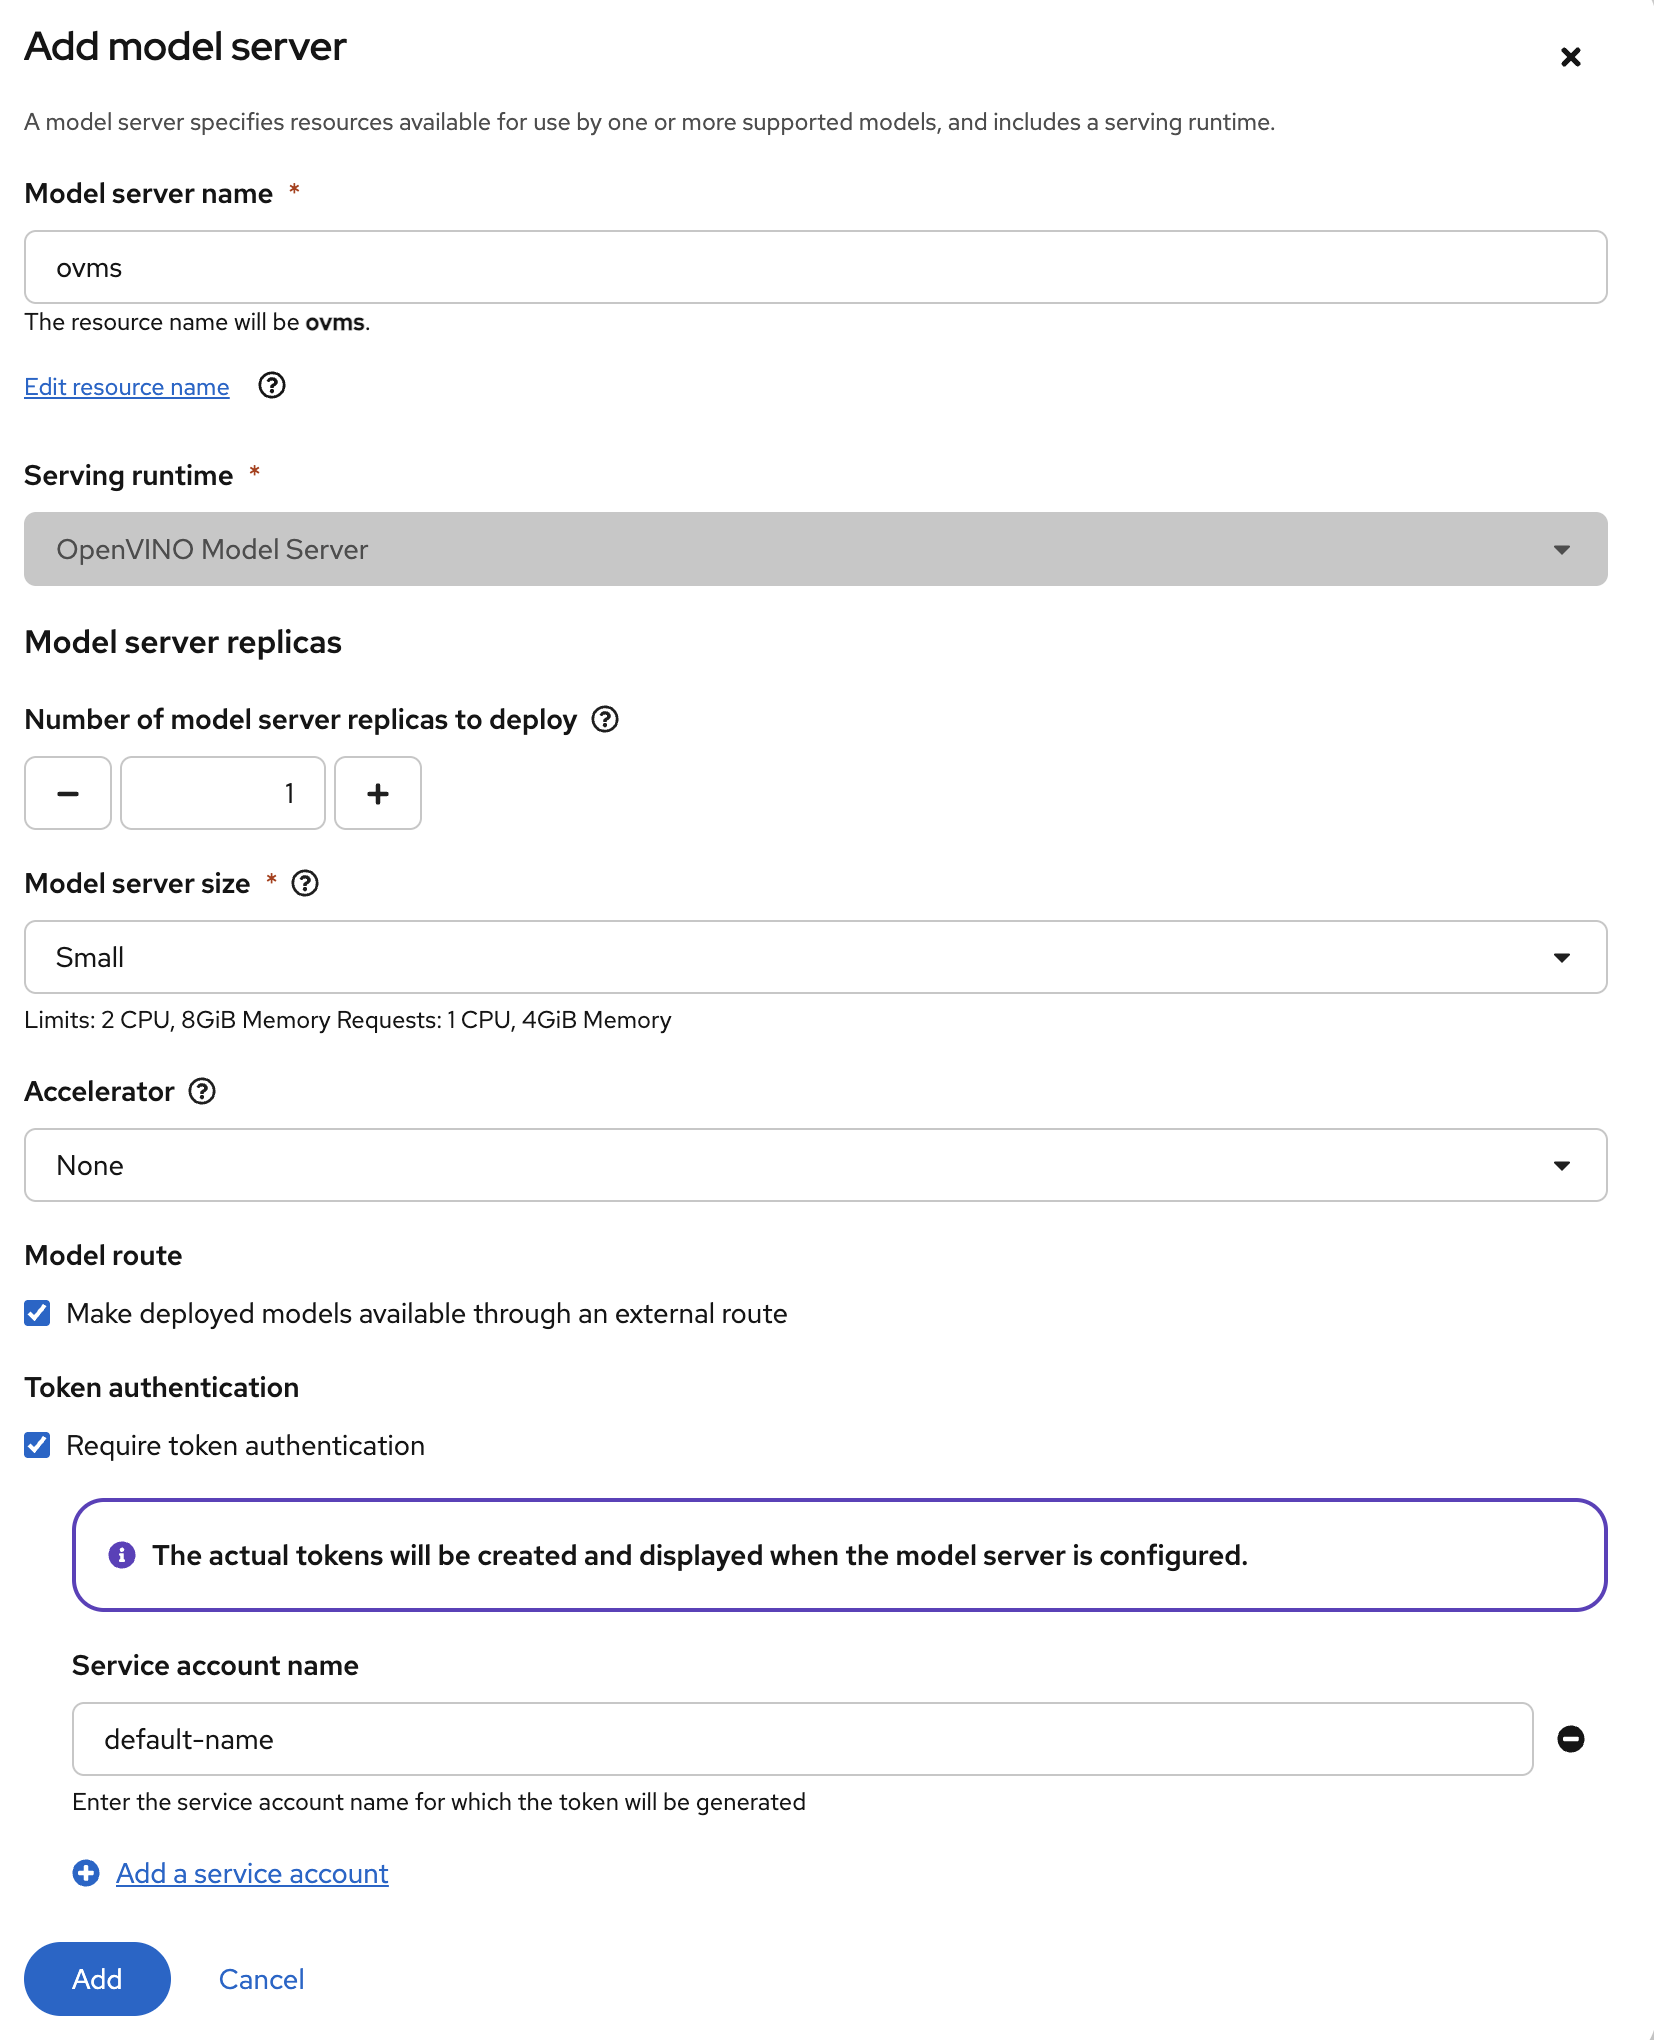 Add model server
A model server specifies resources available for use by one or more supported models, and includes a serving runtime.
Model server name *
ovms
The resource name will be ovms.
Edit resource name
Serving runtime *
OpenVINO Model Server
Model server replicas
Number of model server replicas to deploy
1
Model server size *
Small
Limits: 2 CPU, 8GiB Memory Requests: 1 CPU, 4GiB Memory
Accelerator
None
Model route
Make deployed models available through an external route
Token authentication
Require token authentication
The actual tokens will be created and displayed when the model server is configured.
Service account name
default-name
Enter the service account name for which the token will be generated
Add a service account
Add Cancel